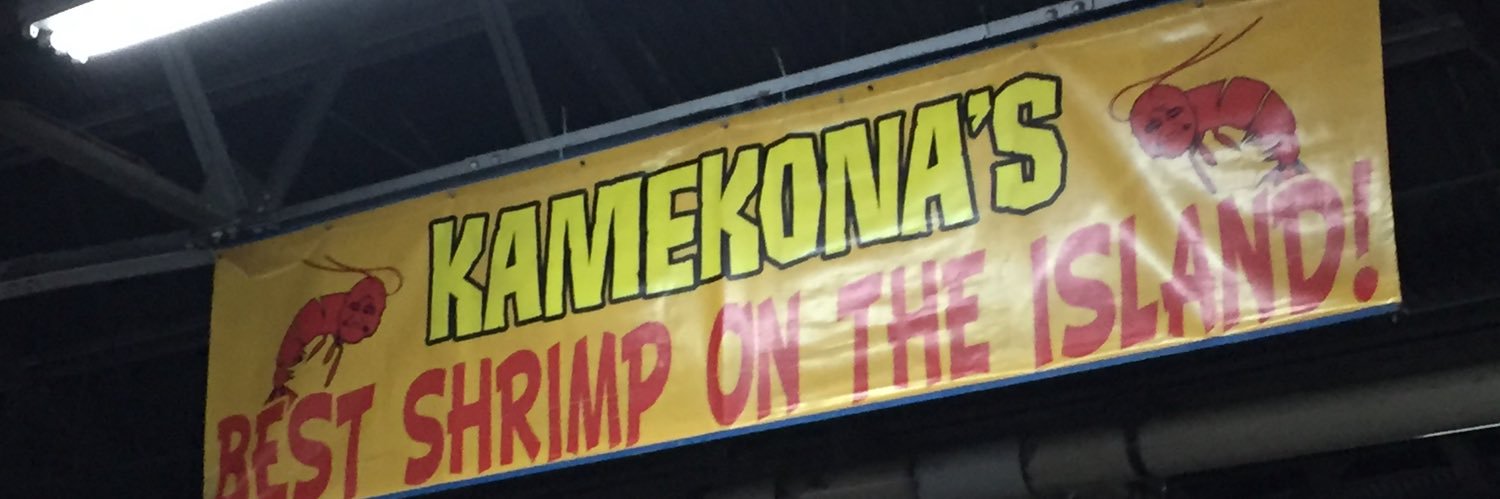 KAMEKONA'S
BEST SHRIMP ON THE ISLAND!